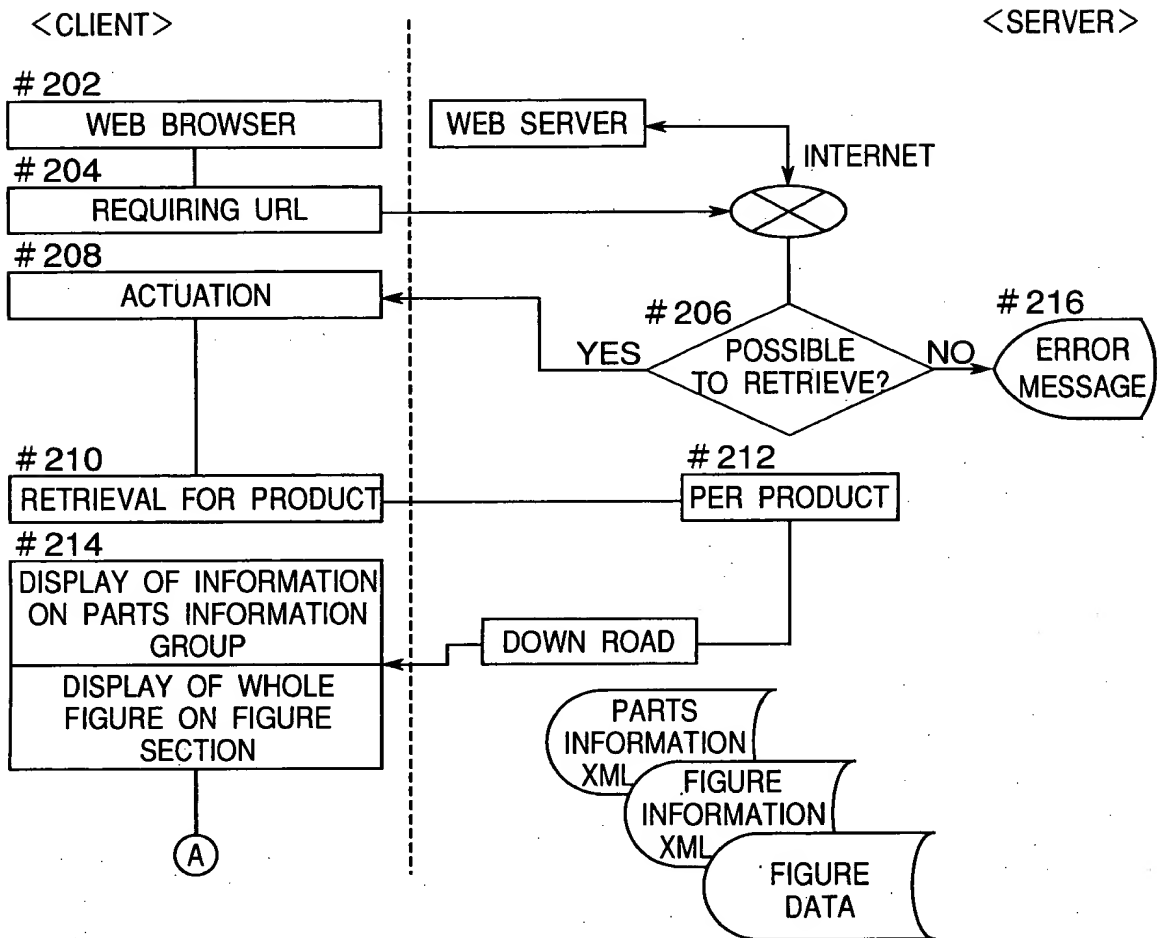 <CLIENT>
<SERVER>
#202
WEB BROWSER
WEB SERVER
INTERNET
#204
REQUIRING URL
#208
ACTUATION
#206
POSSIBLE
TO RETRIEVE?
YES
NO
#216
ERROR
MESSAGE
#210
RETRIEVAL FOR PRODUCT
#212
PER PRODUCT
#214
DISPLAY OF INFORMATION
ON PARTS INFORMATION
GROUP
DOWN ROAD
DISPLAY OF WHOLE
FIGURE ON FIGURE
SECTION
PARTS
INFORMATION
XML
FIGURE
INFORMATION
XML
FIGURE
DATA
A